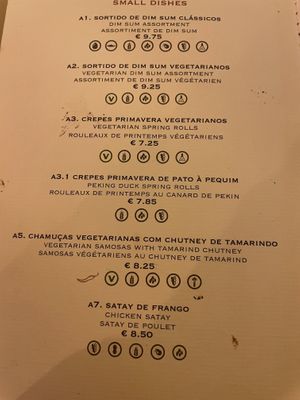 SMALL DISHES
A1. SORTIDO DE DIM SUM CLÁSSICOS
DIM SUM ASSORTMENT
ASSORTIMENT DE DIM SUM
€ 9.75
A2. SORTIDO DE DIM SUM VEGETARIANOS
VEGETARIAN DIM SUM ASSORTMENT
ASSORTIMENT DE DIM SUM VÉGÉTARIEN
€ 9.25
A3. CREPES PRIMAVERA VEGETARIANOS
VEGETARIAN SPRING ROLLS
ROULEAUX DE PRINTEMPS VÉGÉTARIENS
€ 7.25
A3.1 CREPES PRIMAVERA DE PATO À PEQUIM
PEKING DUCK SPRING ROLLS
ROULEAUX DE PRINTEMPS AU CANARD DE PEKIN
€ 7.85
A5. CHAMUÇAS VEGETARIANAS COM CHUTNEY DE TAMARINDO
VEGETARIAN SAMOSAS WITH TAMARIND CHUTNEY
SAMOSAS VÉGÉTARIENS AU CHUTNEY DE TAMARIND
€ 8.25
A7. SATAY DE FRANGO
CHICKEN SATAY
SATAY DE POULET
€ 8.50